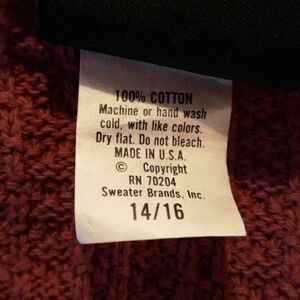 100% COTTON
Machine or hand wash
cold, with like colors.
Dry flat. Do not bleach.
MADE IN U.S.A.
© Copyright
RN 70204
Sweater Brands, Inc.
14/16